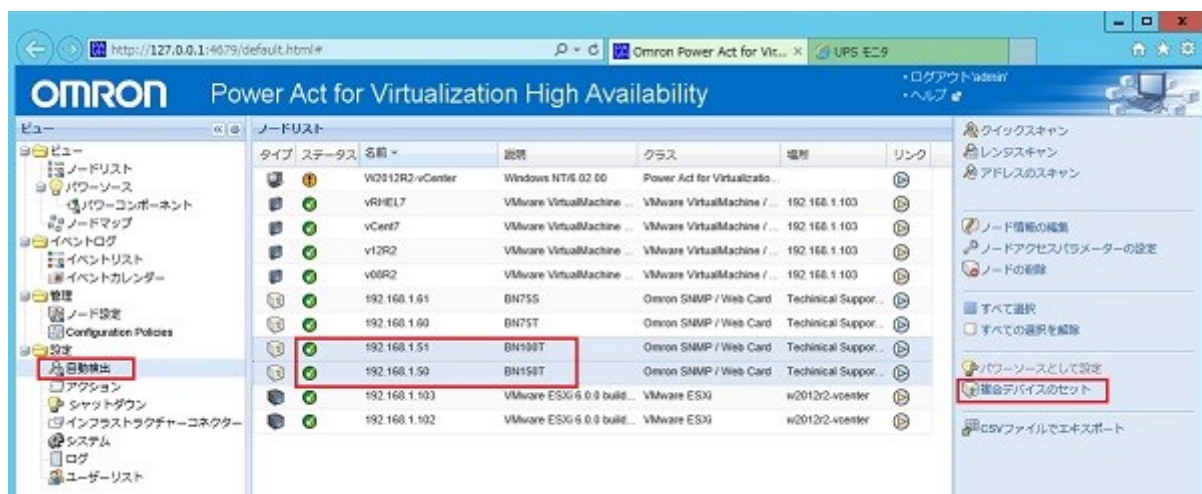 http://127.0.0.1:4679/default.html#
Omron Power Act for Vir...
UPS モニタ
OMRON
Power Act for Virtualization High Availability
・ログアウト'admin'
・ヘルプ
ビュー
ビュー
ノードリスト
パワーソース
パワーコンポーネント
ノードマップ
イベントログ
イベントリスト
イベントカレンダー
管理
ノード設定
Configuration Policies
設定
自動検出
アクション
シャットダウン
インフラストラクチャーコネクター
システム
ログ
ユーザーリスト
ノードリスト
タイプ ステータス 名前 説明 クラス 場所 リンク
W2012R2-vCenter Windows NT/6.02.00 Power Act for Virtualizatio...
vRHEL7 VMware VirtualMachine ... VMware VirtualMachine / ... 192.168.1.103
vCent7 VMware VirtualMachine ... VMware VirtualMachine / ... 192.168.1.103
v12R2 VMware VirtualMachine ... VMware VirtualMachine / ... 192.168.1.103
v08R2 VMware VirtualMachine ... VMware VirtualMachine / ... 192.168.1.103
192.168.1.61 BN75S Omron SNMP / Web Card Techinical Suppor...
192.168.1.60 BN75T Omron SNMP / Web Card Techinical Suppor...
192.168.1.51 BN100T Omron SNMP / Web Card Techinical Suppor...
192.168.1.50 BN150T Omron SNMP / Web Card Techinical Suppor...
192.168.1.103 VMware ESXi 6.0.0 build... VMware ESXi w2012r2-vcenter
192.168.1.102 VMware ESXi 6.0.0 build... VMware ESXi w2012r2-vcenter
クイックスキャン
レンジスキャン
アドレスのスキャン
ノード情報の編集
ノードアクセスパラメーターの設定
ノードの削除
すべて選択
すべての選択を解除
パワーソースとして設定
複合デバイスのセット
CSVファイルでエキスポート